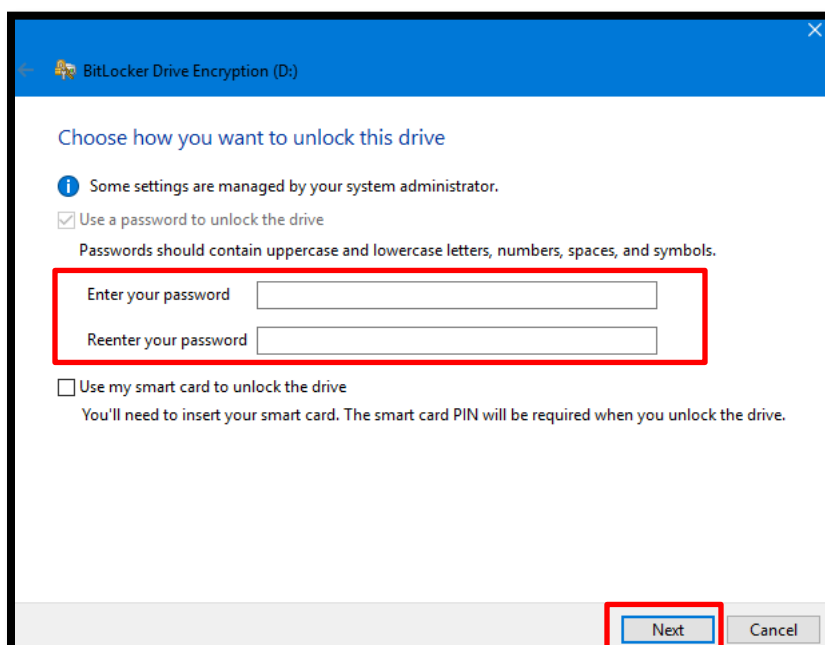 BitLocker Drive Encryption (D:)
Choose how you want to unlock this drive
Some settings are managed by your system administrator.
Use a password to unlock the drive
Passwords should contain uppercase and lowercase letters, numbers, spaces, and symbols.
Enter your password
Reenter your password
Use my smart card to unlock the drive
You'll need to insert your smart card. The smart card PIN will be required when you unlock the drive.
Next Cancel